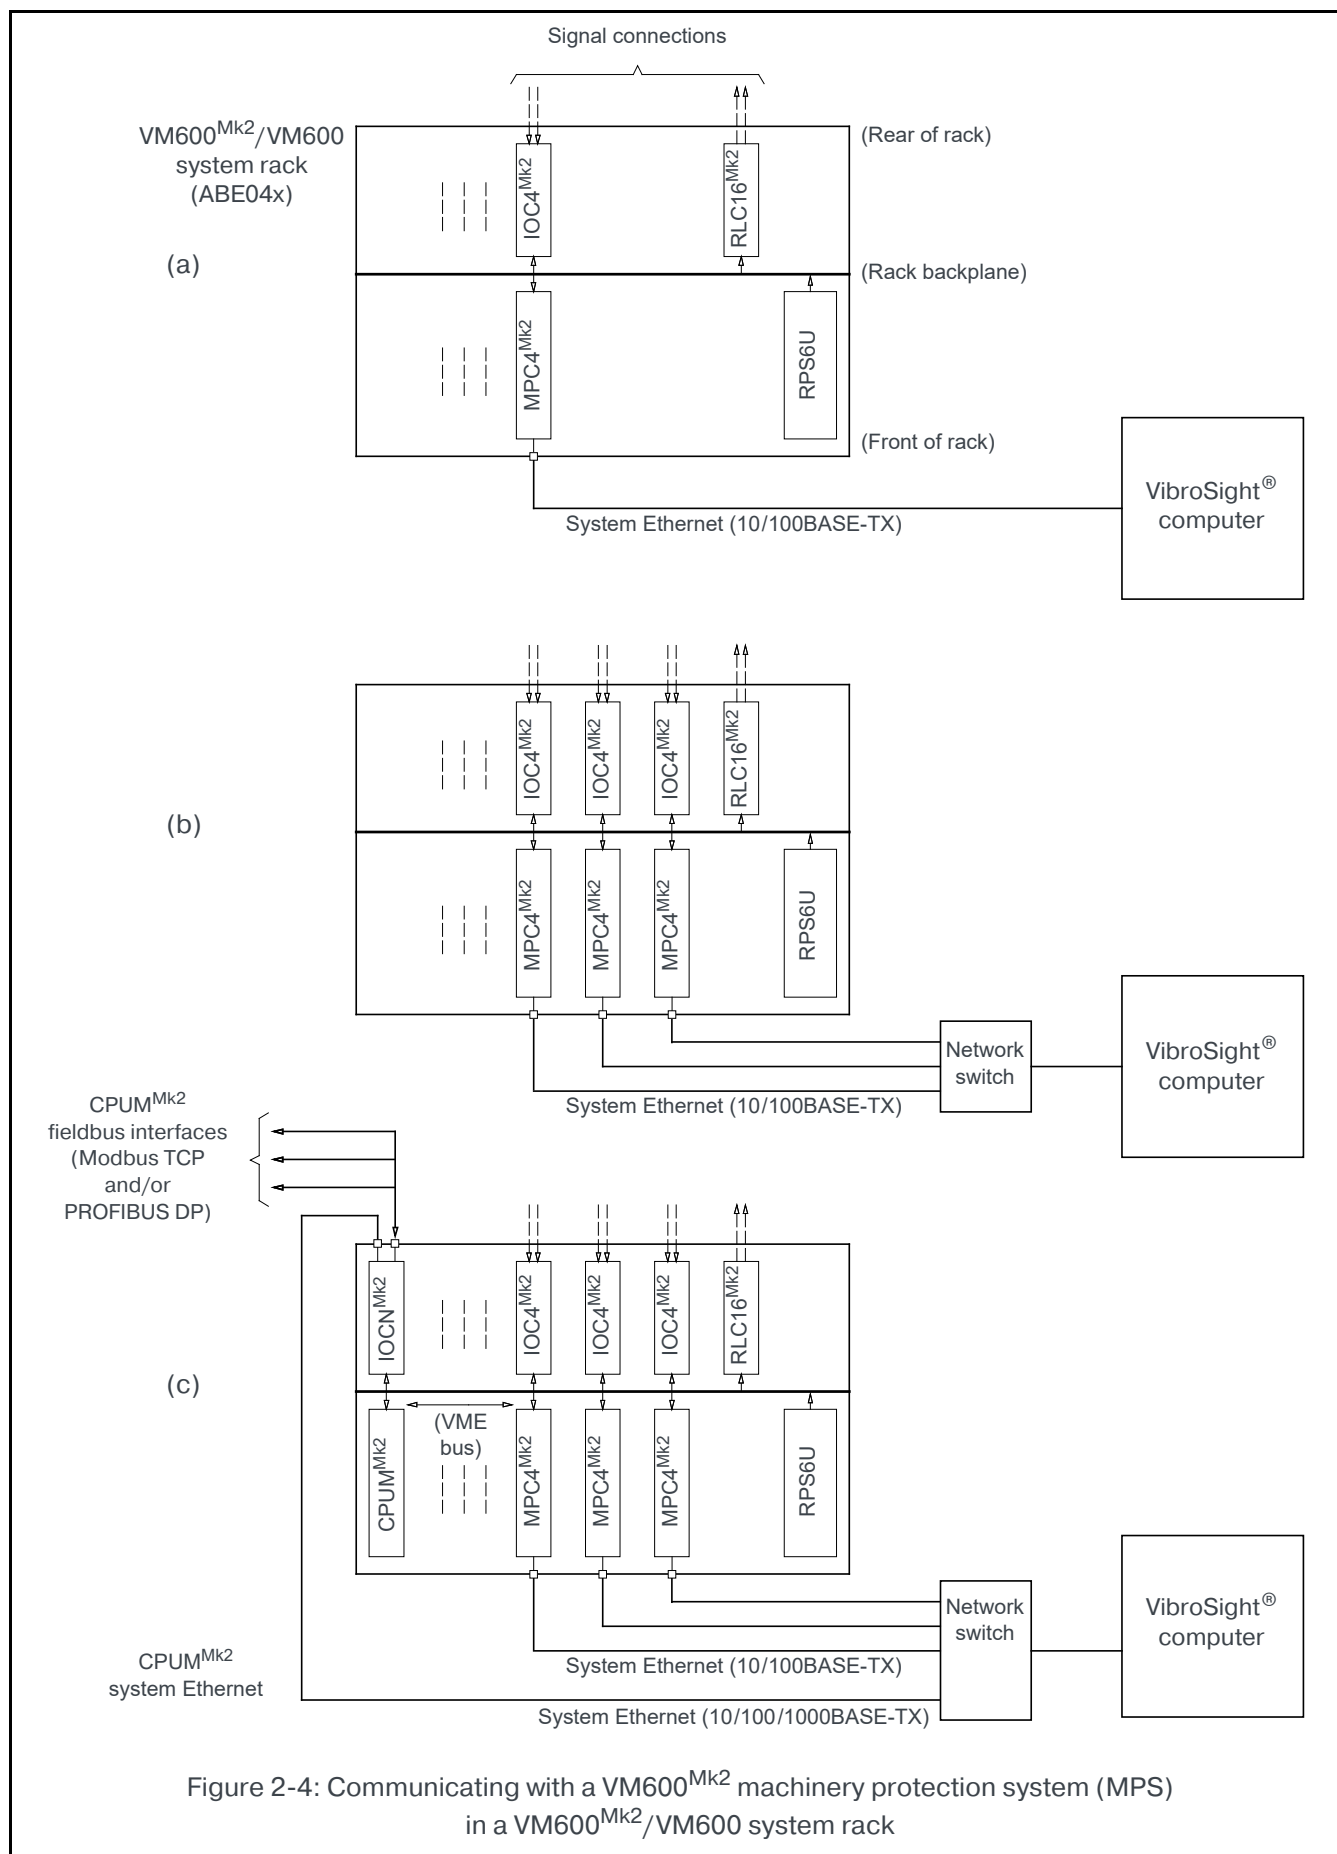 Signal connections
VM600Mk2/VM600
system rack
(ABE04x)
(Rear of rack)
IOC4Mk2
RLC16Mk2
(a)
(Rack backplane)
MPC4Mk2
RPS6U
(Front of rack)
VibroSight®
computer
System Ethernet (10/100BASE-TX)
IOC4Mk2
IOC4Mk2
IOC4Mk2
RLC16Mk2
(b)
MPC4Mk2
MPC4Mk2
MPC4Mk2
RPS6U
Network
switch
VibroSight®
computer
System Ethernet (10/100BASE-TX)
CPUMMk2
fieldbus interfaces
(Modbus TCP
and/or
PROFIBUS DP)
IOCNMk2
IOC4Mk2
IOC4Mk2
IOC4Mk2
RLC16Mk2
(c)
(VME
bus)
CPUMMk2
MPC4Mk2
MPC4Mk2
MPC4Mk2
RPS6U
Network
switch
VibroSight®
computer
System Ethernet (10/100BASE-TX)
CPUMMk2
system Ethernet
System Ethernet (10/100/1000BASE-TX)
Figure 2-4: Communicating with a VM600Mk2 machinery protection system (MPS)
in a VM600Mk2/VM600 system rack